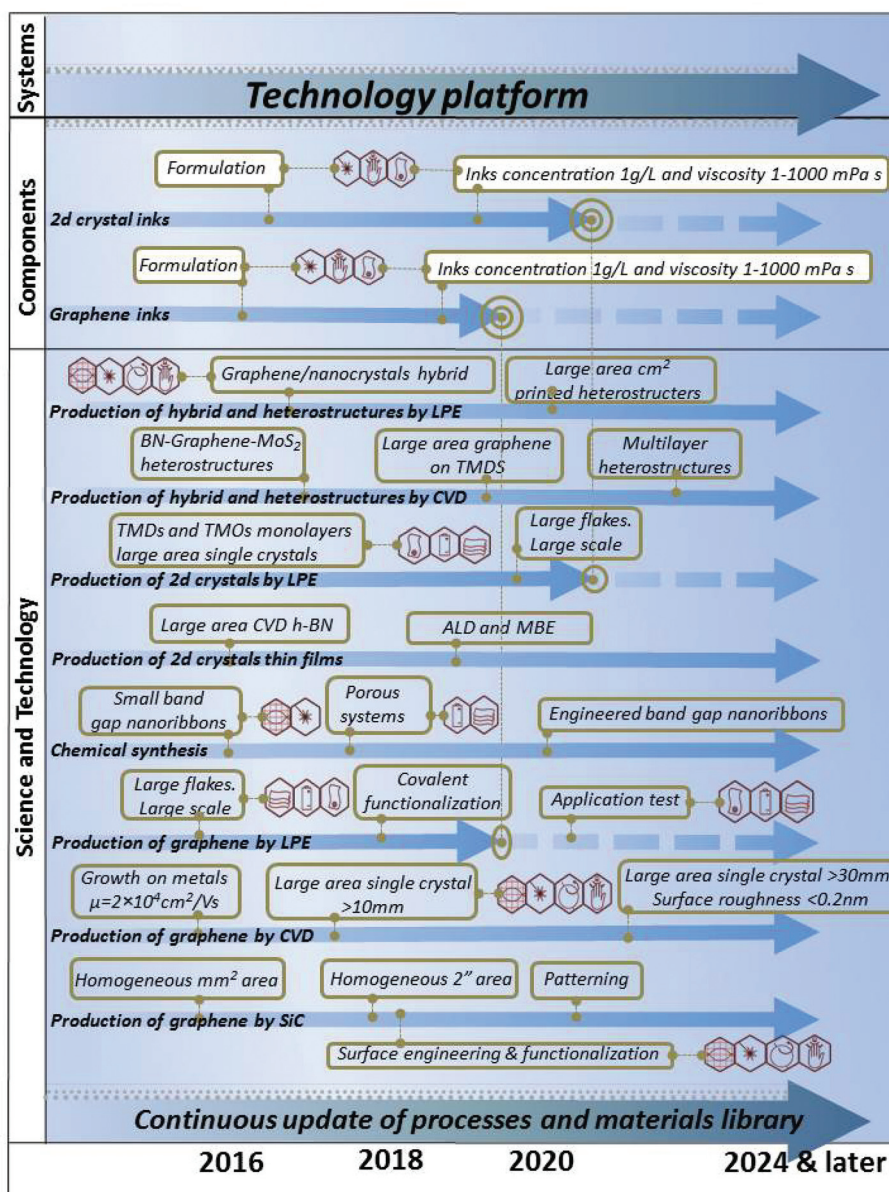 Systems
Technology platform
Components
Formulation
Inks concentration 1g/L and viscosity 1-1000 mPa s
2d crystal inks
Formulation
Inks concentration 1g/L and viscosity 1-1000 mPa s
Graphene inks
Science and Technology
Graphene/nanocrystals hybrid
Large area cm²
printed heterostructers
Production of hybrid and heterostructures by LPE
BN-Graphene-MoS₂
heterostructures
Large area graphene
on TMDS
Multilayer
heterostructures
Production of hybrid and heterostructures by CVD
TMDs and TMOs monolayers
large area single crystals
Large flakes.
Large scale
Production of 2d crystals by LPE
Large area CVD h-BN
ALD and MBE
Production of 2d crystals thin films
Small band
gap nanoribbons
Porous
systems
Engineered band gap nanoribbons
Chemical synthesis
Large flakes.
Large scale
Covalent
functionalization
Application test
Production of graphene by LPE
Growth on metals
μ=2×10⁴cm²/Vs
Large area single crystal
>10mm
Large area single crystal >30mm
Surface roughness <0.2nm
Production of graphene by CVD
Homogeneous mm² area
Homogeneous 2” area
Patterning
Production of graphene by SiC
Surface engineering & functionalization
Continuous update of processes and materials library
2016 2018 2020 2024 & later